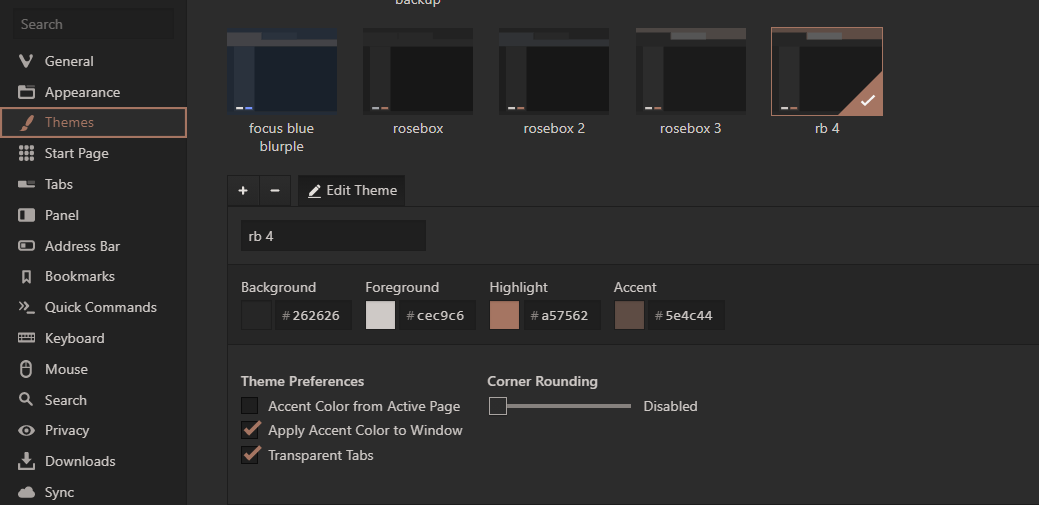 backup
Search
General
Appearance
Themes
Start Page
Tabs
Panel
Address Bar
Bookmarks
Quick Commands
Keyboard
Mouse
Search
Privacy
Downloads
Sync
focus blue
blurple
rosebox
rosebox 2
rosebox 3
rb 4
+ − Edit Theme
rb 4
Background Foreground Highlight Accent
#262626 #cec9c6 #a57562 #5e4c44
Theme Preferences
Accent Color from Active Page
Apply Accent Color to Window
Transparent Tabs
Corner Rounding
Disabled